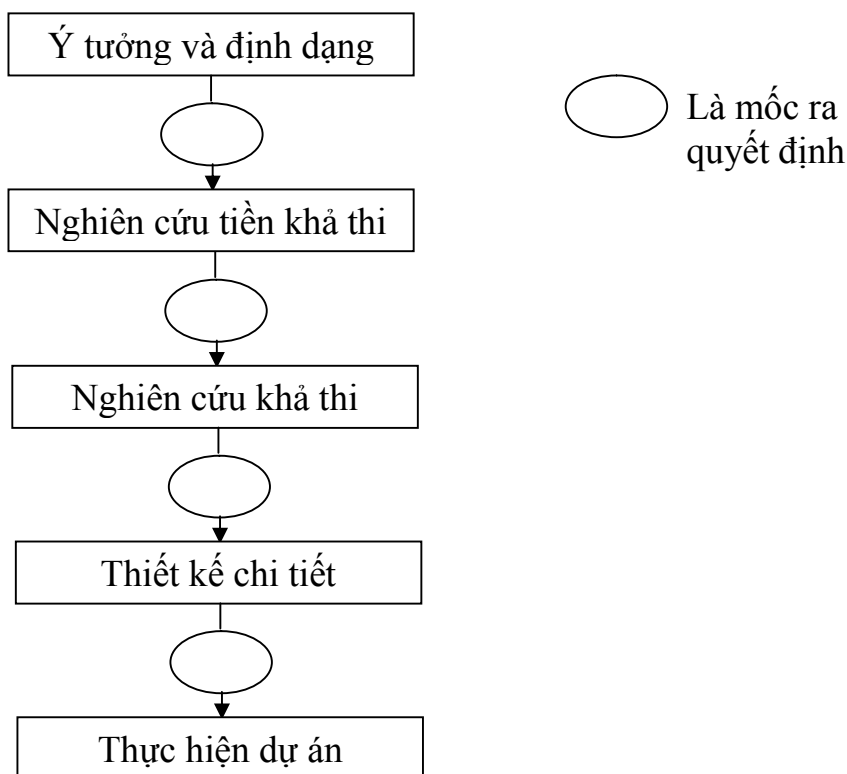 Ý tưởng và định dạng
Là mốc ra
quyết định
Nghiên cứu tiền khả thi
Nghiên cứu khả thi
Thiết kế chi tiết
Thực hiện dự án